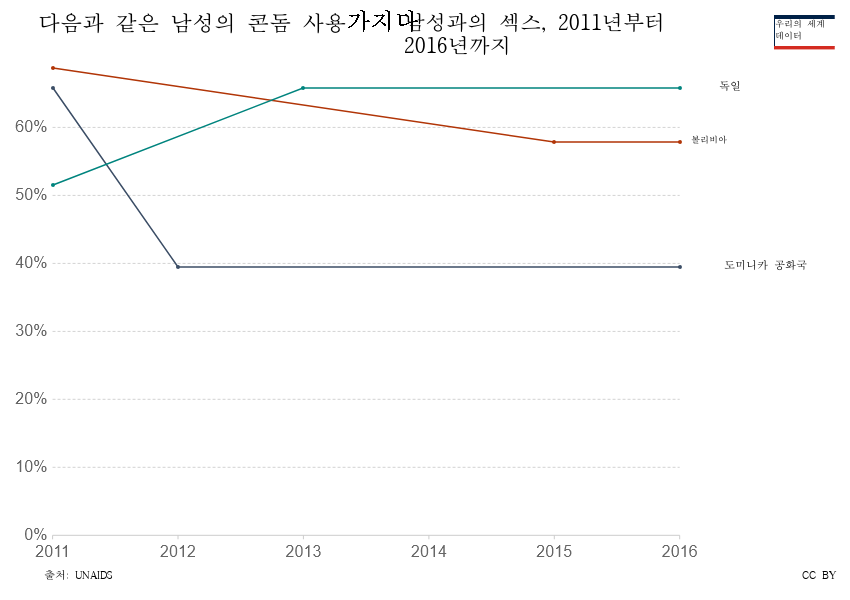 다음과 같은 남성의 콘돔 사용가지마남성과의 섹스, 2011년부터
2016년까지
우리의 세계
데이터
독일
60%
볼리비아
50%
40%
도미니카 공화국
30%
20%
10%
0%
2011 2012 2013 2014 2015 2016
출처: UNAIDS
CC BY